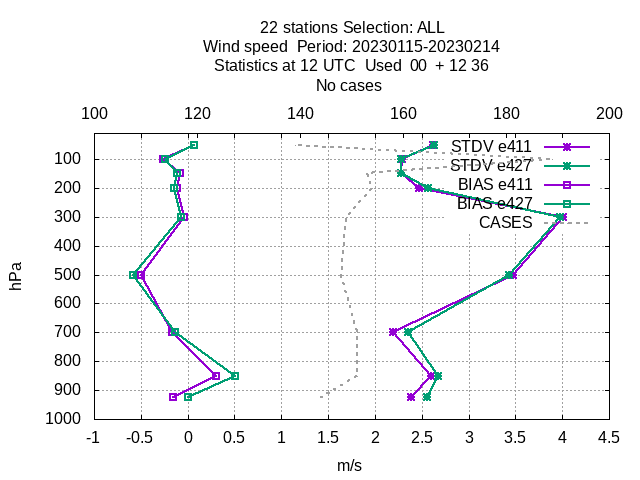 22 stations Selection: ALL
Wind speed  Period: 20230115-20230214
Statistics at 12 UTC  Used  00  + 12 36
No cases
100 120 140 160 180 200
STDV e411
STDV e427
BIAS e411
BIAS e427
CASES
hPa
100
200
300
400
500
600
700
800
900
1000
-1 -0.5 0 0.5 1 1.5 2 2.5 3 3.5 4 4.5
m/s